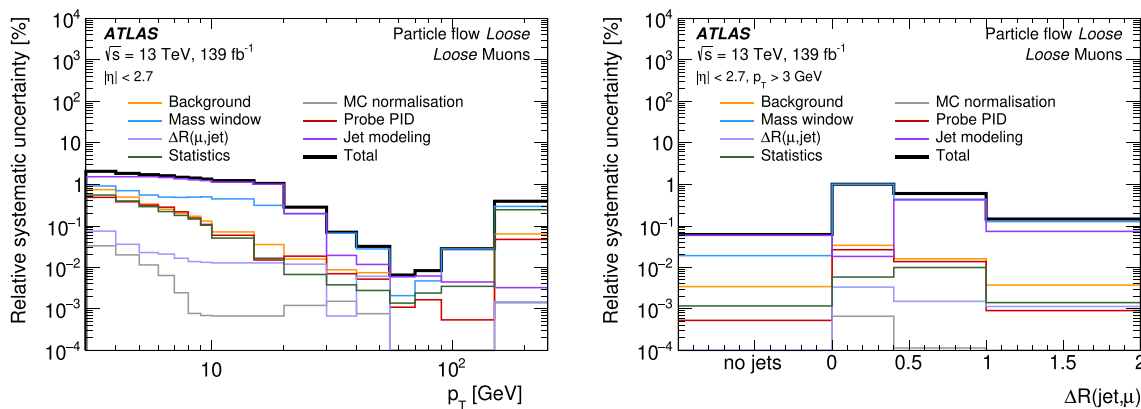 Relative systematic uncertainty [%]
10⁴
10³
10²
10
1
10⁻¹
10⁻²
10⁻³
10⁻⁴
ATLAS
√s = 13 TeV, 139 fb⁻¹
|η| < 2.7
Particle flow Loose
Loose Muons
Background
Mass window
ΔR(μ,jet)
Statistics
MC normalisation
Probe PID
Jet modeling
Total
10 10²
p_T [GeV]
Relative systematic uncertainty [%]
10⁴
10³
10²
10
1
10⁻¹
10⁻²
10⁻³
10⁻⁴
ATLAS
√s = 13 TeV, 139 fb⁻¹
|η| < 2.7, p_T > 3 GeV
Particle flow Loose
Loose Muons
Background
Mass window
ΔR(μ,jet)
Statistics
MC normalisation
Probe PID
Jet modeling
Total
no jets 0 0.5 1 1.5 2
ΔR(jet,μ)